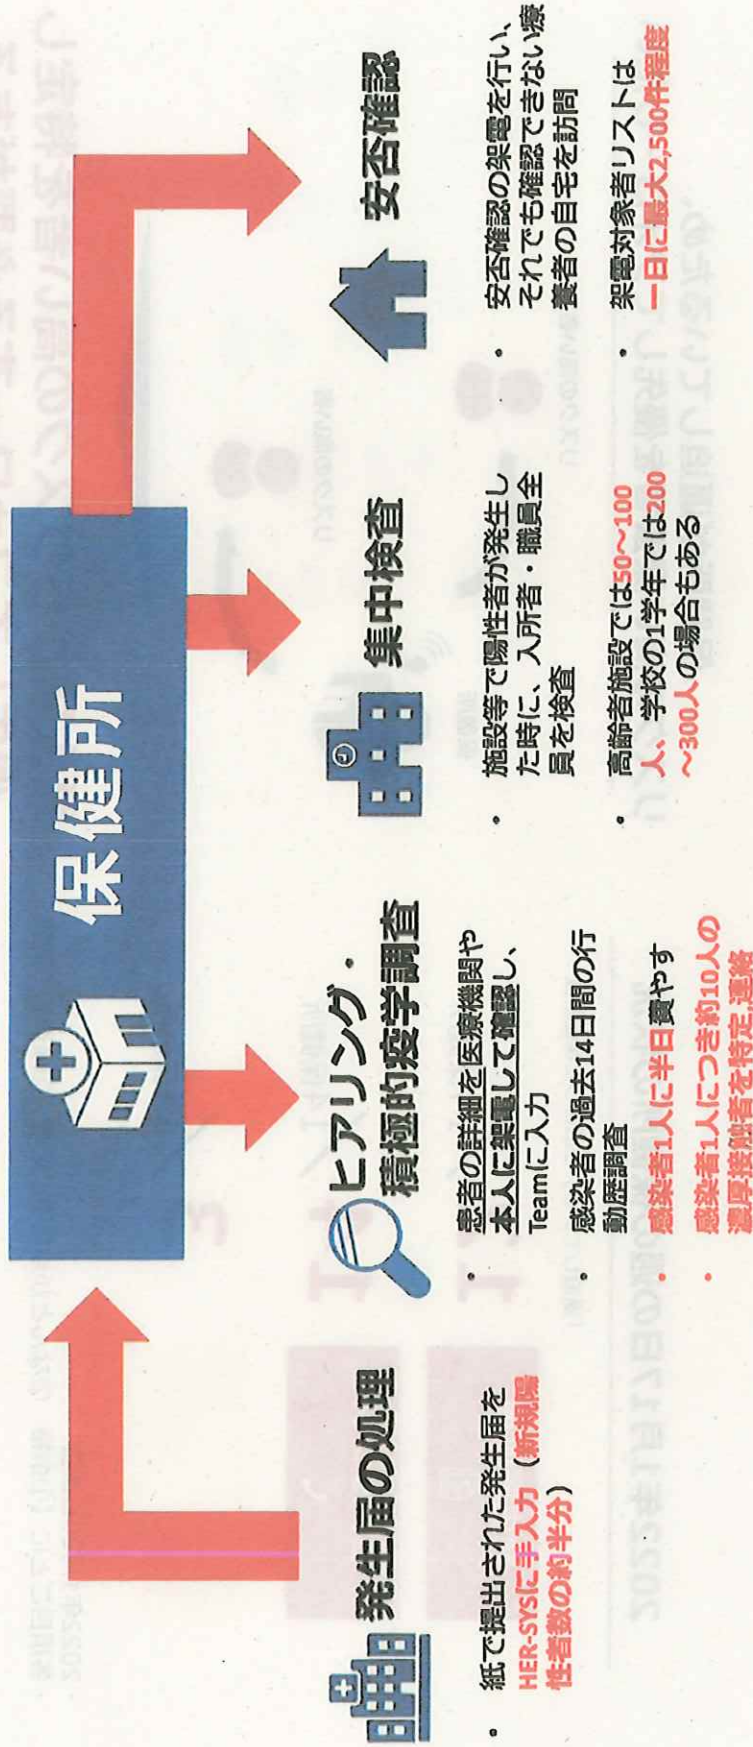 保健所
発生届の処理
• 紙で提出された発生届を
HER-SYSに手入力（新規陽
性者数の約半分）
ヒアリング・
積極的疫学調査
• 患者の詳細を医療機関や
本人に架電して確認し、
Teamに入力
• 感染者の過去14日間の行
動歴調査
• 感染者1人に半日費やす
• 感染者1人につき約10人の
濃厚接触者を特定,連絡
集中検査
• 施設等で陽性者が発生し
た時に、入所者・職員全
員を検査
• 高齢者施設では50～100
人、学校の1学年では200
～300人の場合もある
安否確認
• 安否確認の架電を行い、
それでも確認できない療
養者の自宅を訪問
• 架電対象者リストは
一日に最大2,500件程度